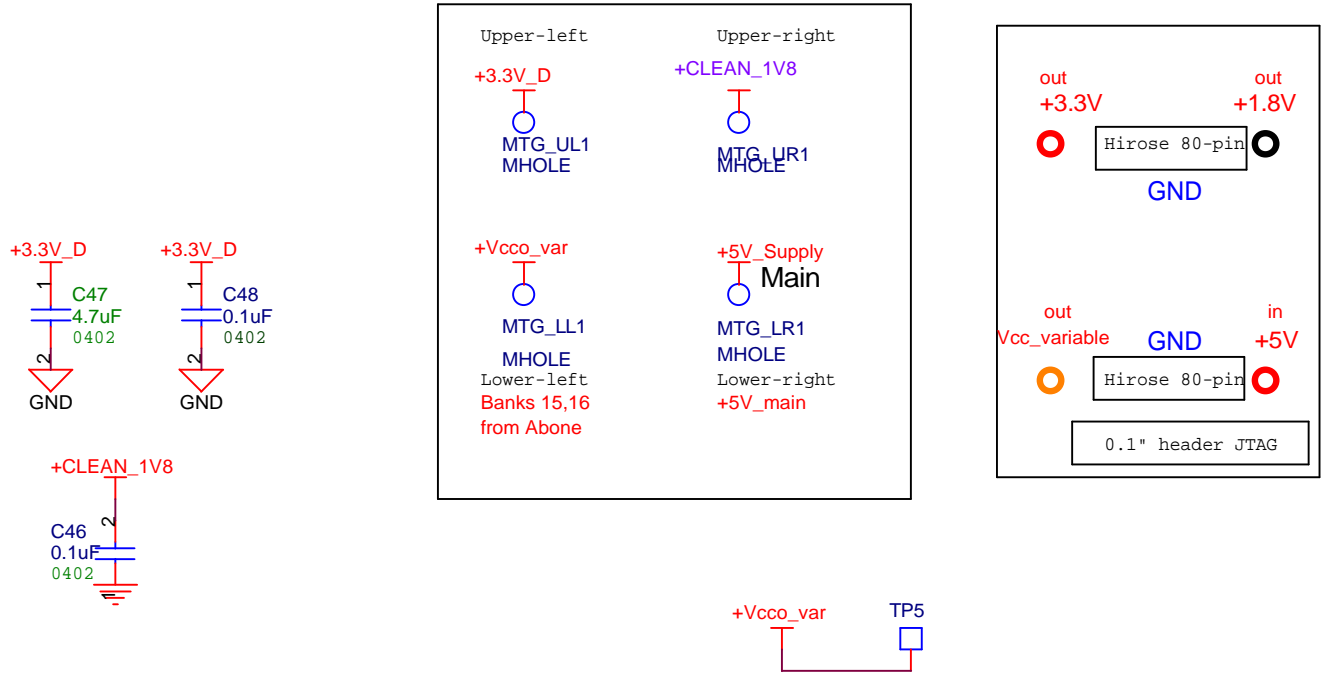 Upper-left
Upper-right
+3.3V_D
+CLEAN_1V8
MTG_UL1
MHOLE
MTG_UR1
MHOLE
+Vcco_var
+5V_Supply
Main
MTG_LL1
MHOLE
MTG_LR1
MHOLE
Lower-left
Banks 15,16
from Abone
Lower-right
+5V_main
out
+3.3V
out
+1.8V
Hirose 80-pin
GND
out
Vcc_variable
GND
in
+5V
Hirose 80-pin
0.1" header JTAG
+3.3V_D
1
C47
4.7uF
0402
2
GND
+3.3V_D
1
C48
0.1uF
0402
2
GND
+CLEAN_1V8
2
C46
0.1uF
0402
1
+Vcco_var
TP5